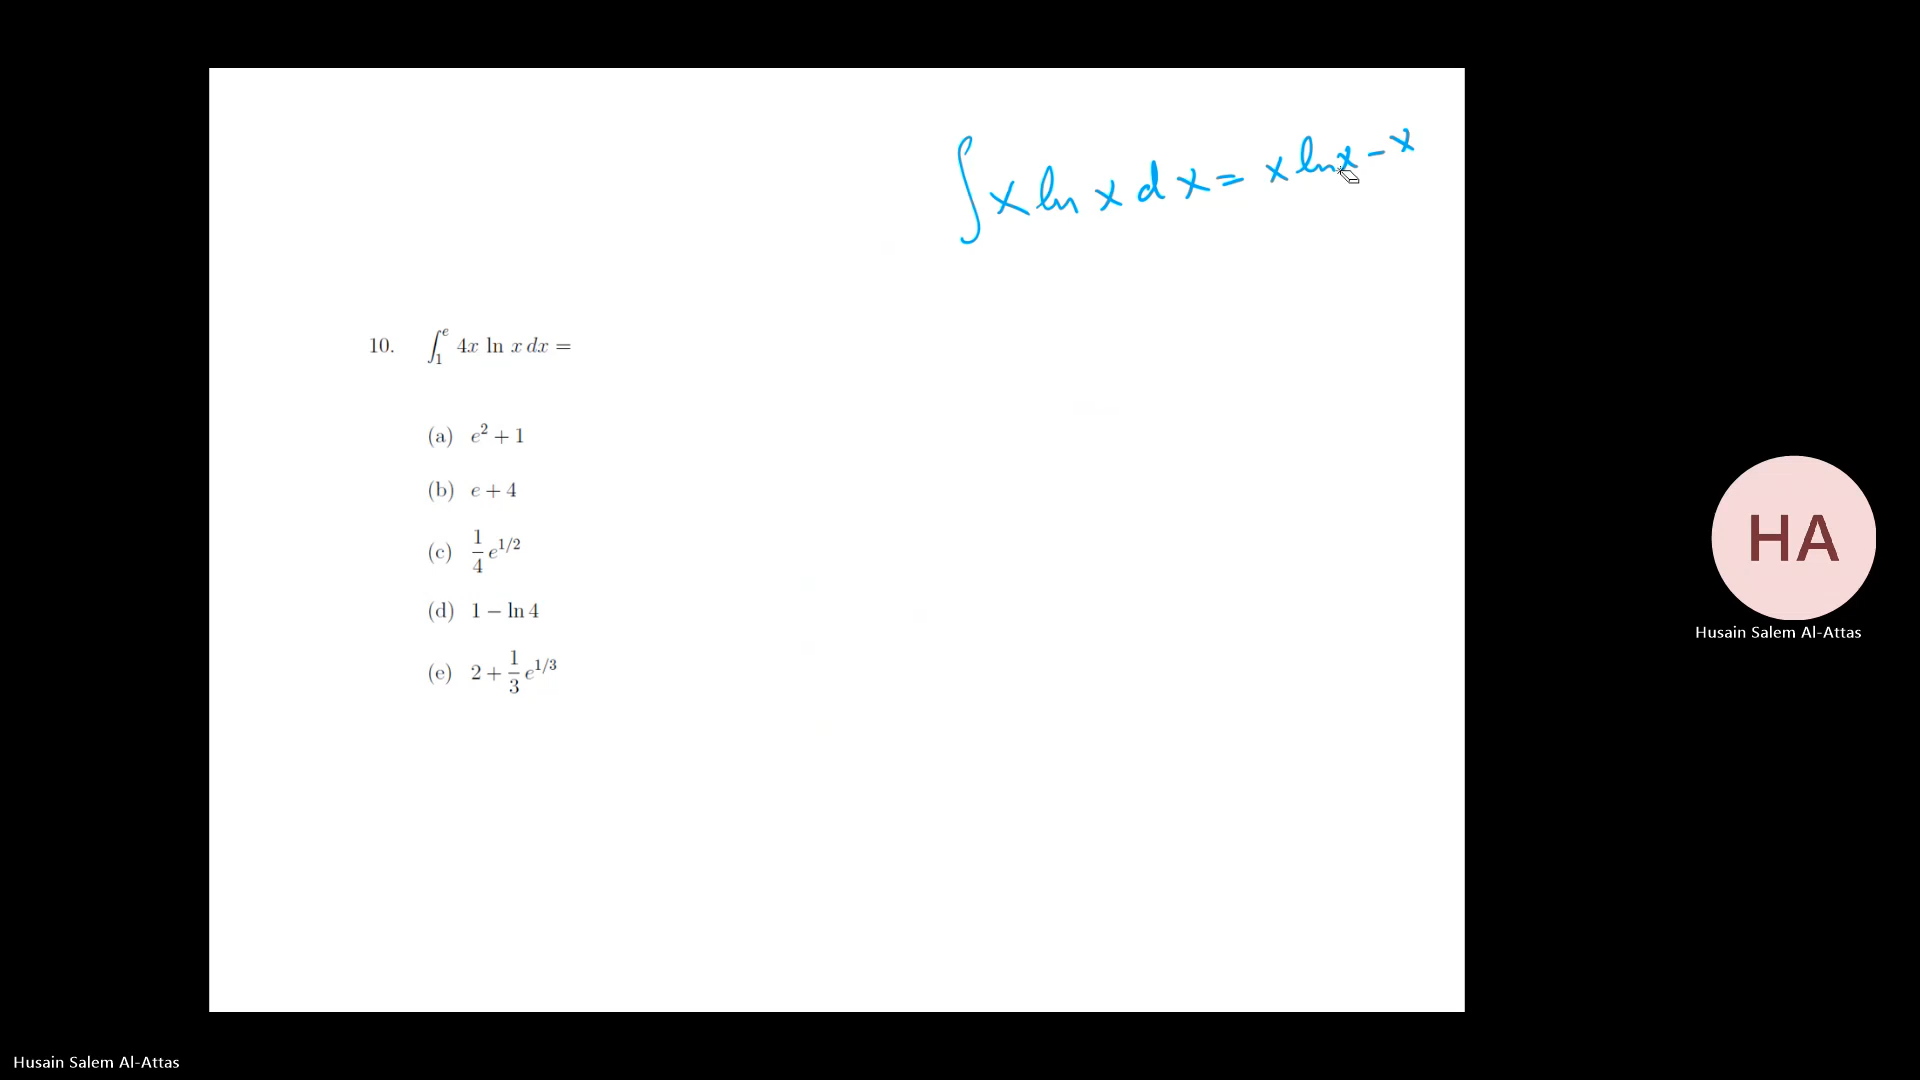 ∫ x ln x d x = x ln x - x
10. ∫₁ᵉ 4x ln x dx =
(a) e² + 1
(b) e + 4
(c) 1/4 e^{1/2}
(d) 1 − ln 4
(e) 2 + 1/3 e^{1/3}
HA
Husain Salem Al-Attas
Husain Salem Al-Attas